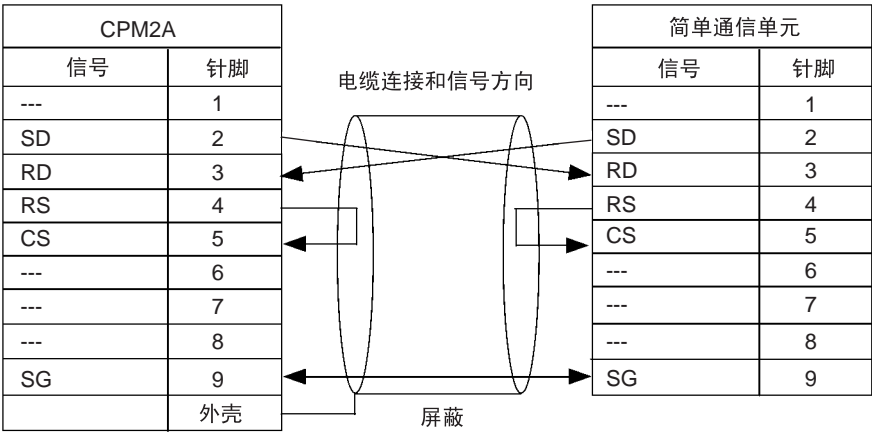 CPM2A
信号 针脚
--- 1
SD 2
RD 3
RS 4
CS 5
--- 6
--- 7
--- 8
SG 9
外壳
电缆连接和信号方向
屏蔽
简单通信单元
信号 针脚
--- 1
SD 2
RD 3
RS 4
CS 5
--- 6
--- 7
--- 8
SG 9